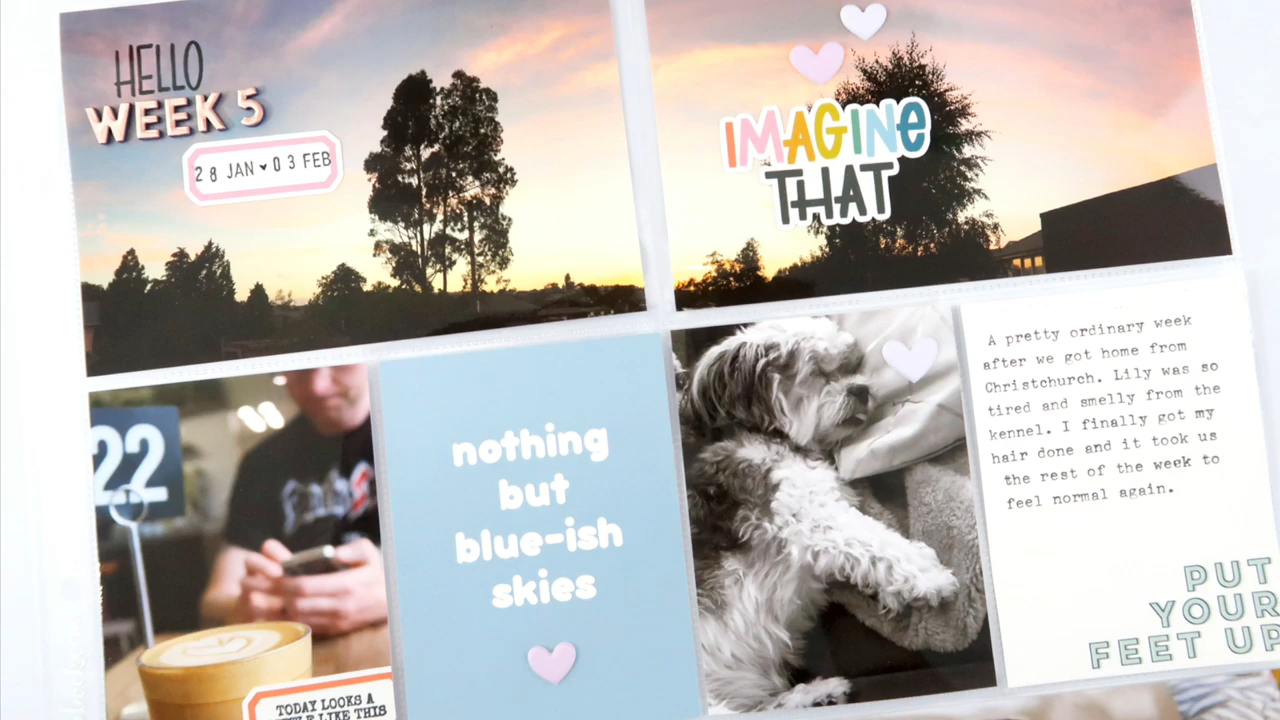 HELLO
WEEK 5
28 JAN ♥ 03 FEB
IMAGINE
THAT
22
nothing
but
blue-ish
skies
A pretty ordinary week
after we got home from
Christchurch. Lily was so
tired and smelly from the
kennel. I finally got my
hair done and it took us
the rest of the week to
feel normal again.
PUT
YOUR
FEET UP
TODAY LOOKS A
LIKE THIS